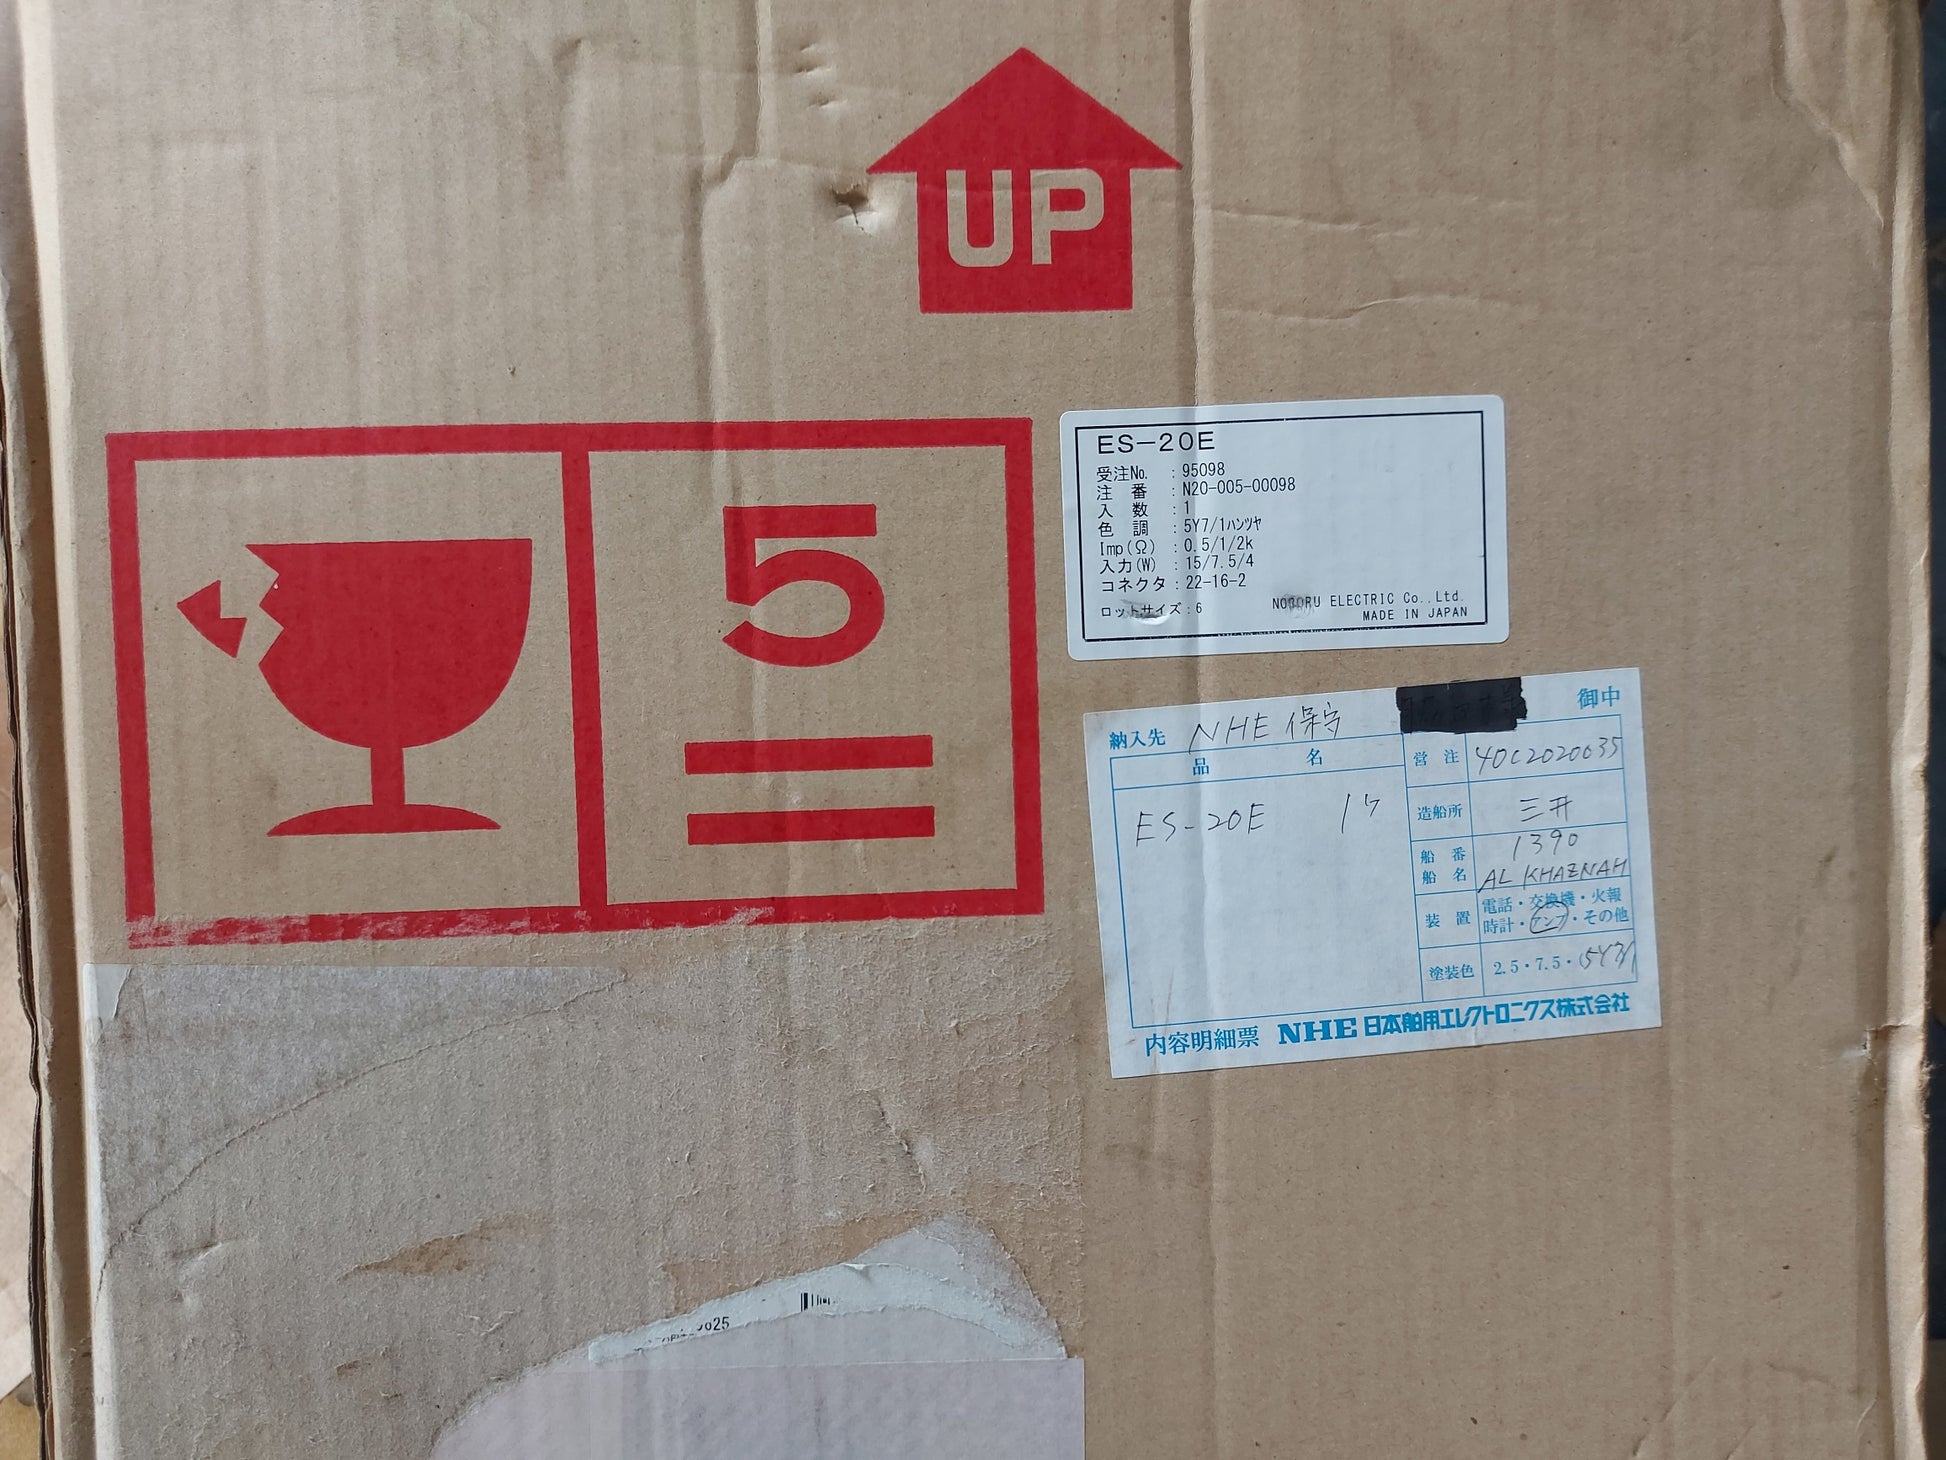 UP
5
ES-20E
受注No. : 95098
注 番 : N20-005-00098
入 数 : 1
色 調 : 5Y7/1ハンツヤ
Imp(Ω) : 0.5/1/2k
入力(W) : 15/7.5/4
コネクタ : 22-16-2
ロットサイズ : 6
NOBORU ELECTRIC Co.,Ltd.
MADE IN JAPAN
納入先 NHE 保守 御中
品 名
ES-20E 1ケ
営 注 40C2020035
造船所 三井
船 番 1390
船 名 AL KHAZNAH
装 置 電話・交換機・火報
時計・アンプ・その他
塗装色 2.5・7.5・(5Y7/1
内容明細票 NHE 日本舶用エレクトロニクス株式会社
025